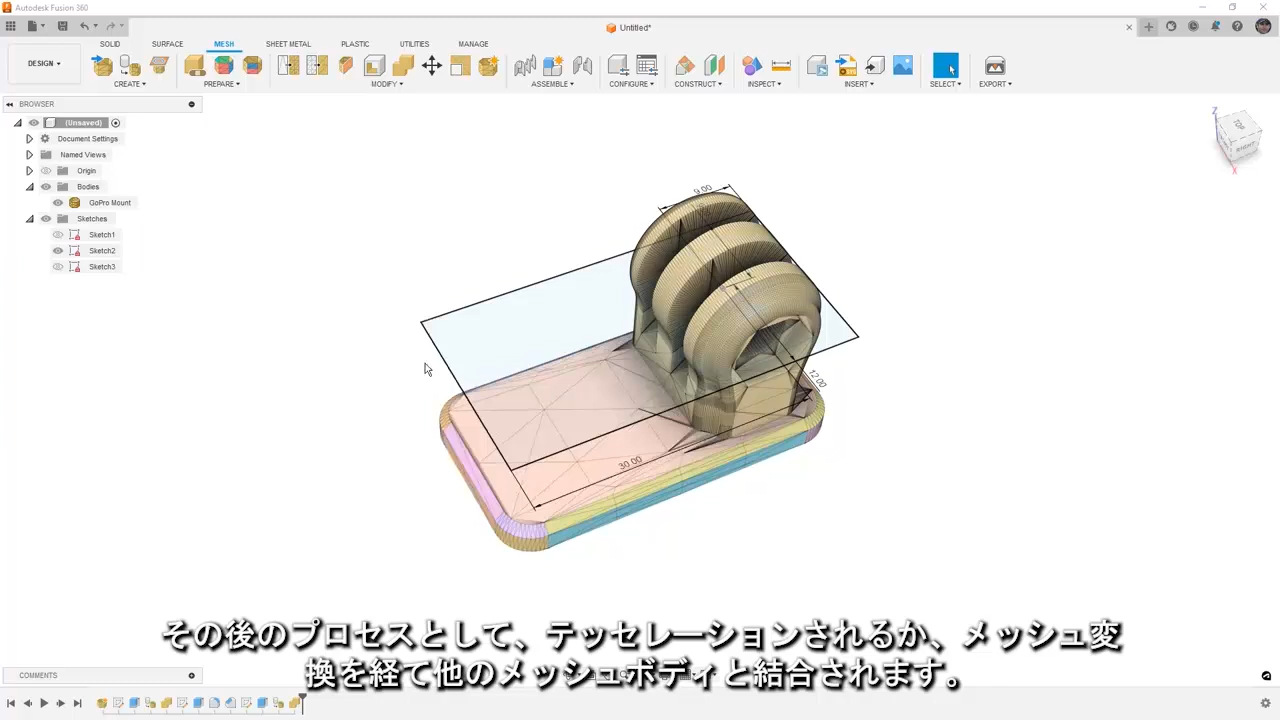 Autodesk Fusion 360
Untitled*
DESIGN
SOLID SURFACE MESH SHEET METAL PLASTIC UTILITIES MANAGE
CREATE PREPARE MODIFY ASSEMBLE CONFIGURE CONSTRUCT INSPECT INSERT SELECT EXPORT
BROWSER
(Unsaved)
Document Settings
Named Views
Origin
Bodies
GoPro Mount
Sketches
Sketch1
Sketch2
Sketch3
Z
TOP
RIGHT
X
9.00
12.00
30.00
その後のプロセスとして、テッセレーションされるか、メッシュ変
換を経て他のメッシュボディと結合されます。
COMMENTS